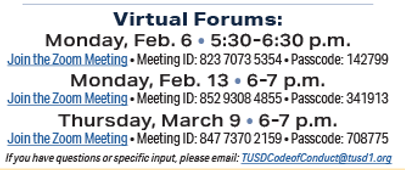 Virtual Forums:
Monday, Feb. 6 • 5:30-6:30 p.m.
Join the Zoom Meeting • Meeting ID: 823 7073 5354 • Passcode: 142799
Monday, Feb. 13 • 6-7 p.m.
Join the Zoom Meeting • Meeting ID: 852 9308 4855 • Passcode: 341913
Thursday, March 9 • 6-7 p.m.
Join the Zoom Meeting • Meeting ID: 847 7370 2159 • Passcode: 708775
If you have questions or specific input, please email: TUSDCodeofConduct@tusd1.org